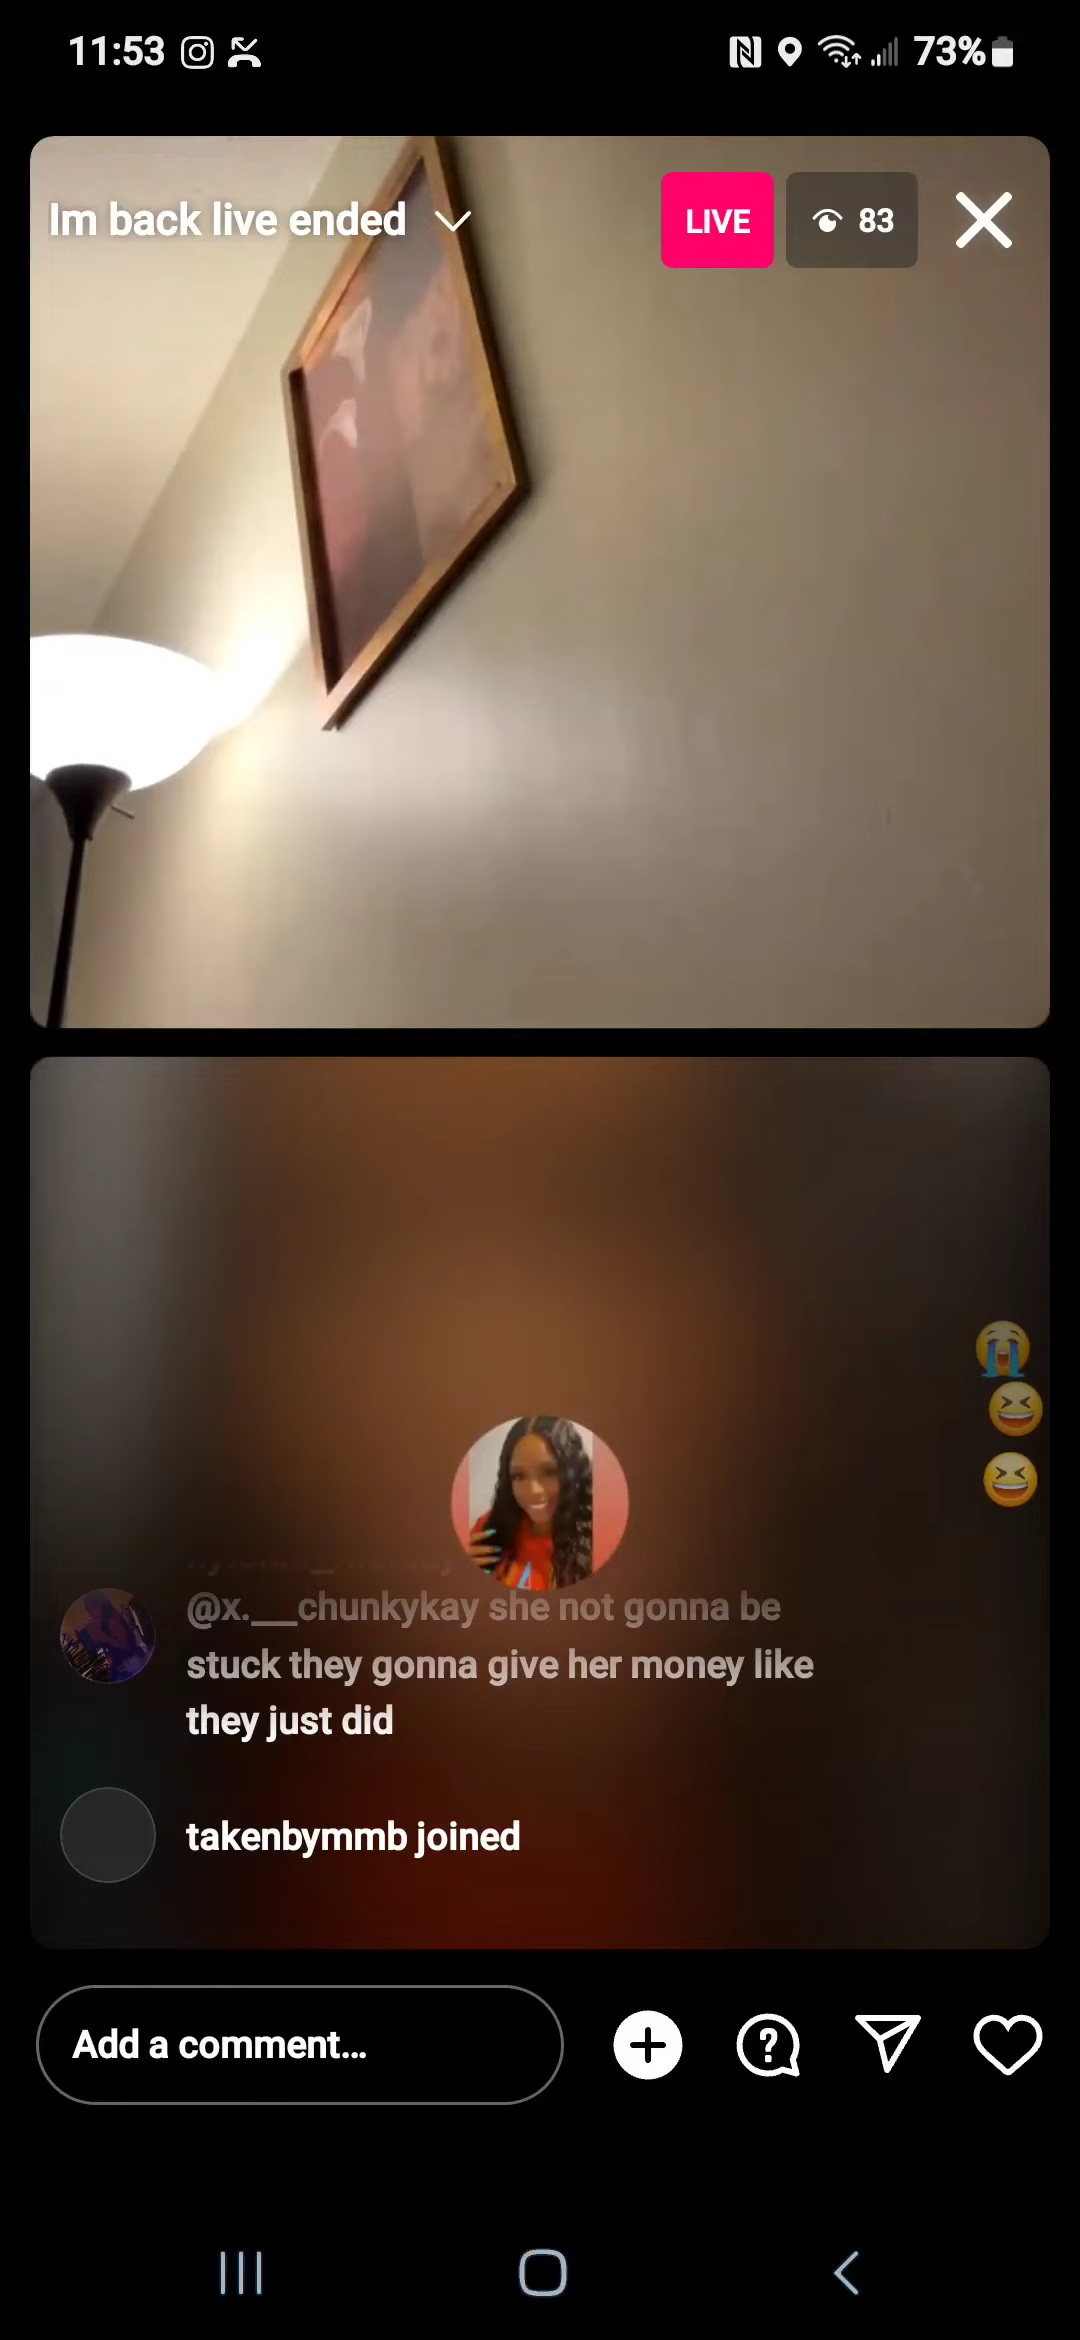 11:53
73%
Im back live ended
LIVE
83
@x.__chunkykay she not gonna be
stuck they gonna give her money like
they just did
takenbymmb joined
Add a comment...